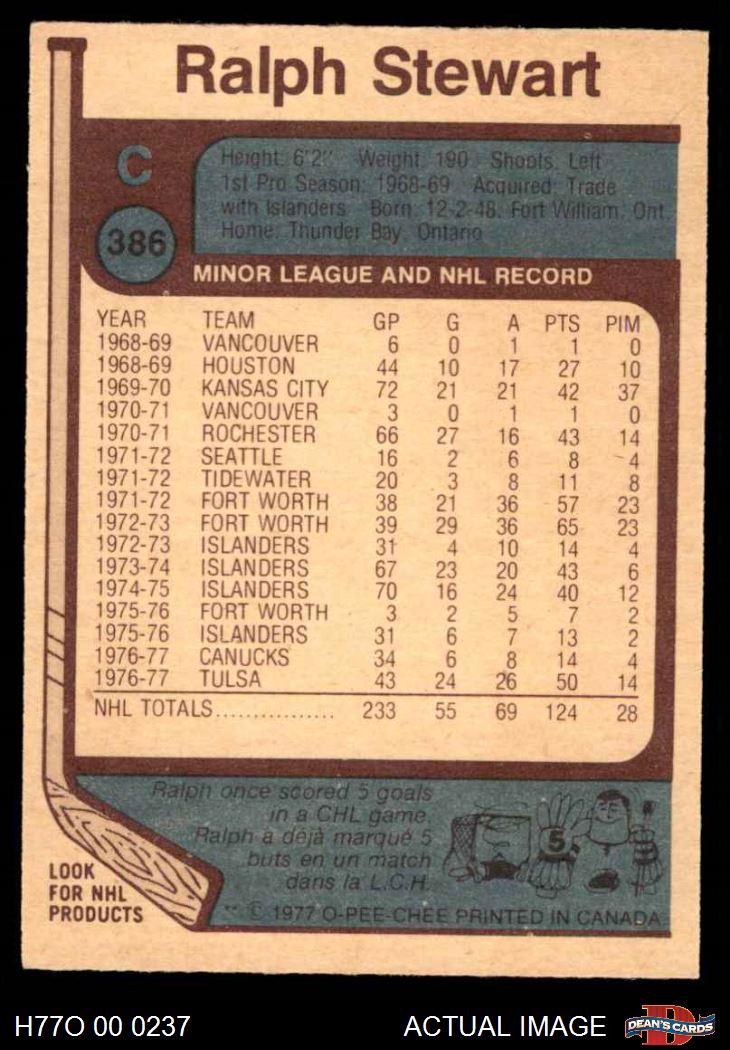 Ralph Stewart
C
Height: 6'2" Weight: 190 Shoots: Left
1st Pro Season: 1968-69 Acquired: Trade
with Islanders Born: 12-2-48, Fort William, Ont.
Home: Thunder Bay, Ontario
386
MINOR LEAGUE AND NHL RECORD
YEAR TEAM GP G A PTS PIM
1968-69 VANCOUVER 6 0 1 1 0
1968-69 HOUSTON 44 10 17 27 10
1969-70 KANSAS CITY 72 21 21 42 37
1970-71 VANCOUVER 3 0 1 1 0
1970-71 ROCHESTER 66 27 16 43 14
1971-72 SEATTLE 16 2 6 8 4
1971-72 TIDEWATER 20 3 8 11 8
1971-72 FORT WORTH 38 21 36 57 23
1972-73 FORT WORTH 39 29 36 65 23
1972-73 ISLANDERS 31 4 10 14 4
1973-74 ISLANDERS 67 23 20 43 6
1974-75 ISLANDERS 70 16 24 40 12
1975-76 FORT WORTH 3 2 5 7 2
1975-76 ISLANDERS 31 6 7 13 2
1976-77 CANUCKS 34 6 8 14 4
1976-77 TULSA 43 24 26 50 14
NHL TOTALS................ 233 55 69 124 28
Ralph once scored 5 goals
in a CHL game.
Ralph a déjà marqué 5
buts en un match
dans la L.C.H.
5
LOOK
FOR NHL
PRODUCTS
** © 1977 O-PEE-CHEE PRINTED IN CANADA
H77O 00 0237
ACTUAL IMAGE
D
DEAN'S CARDS